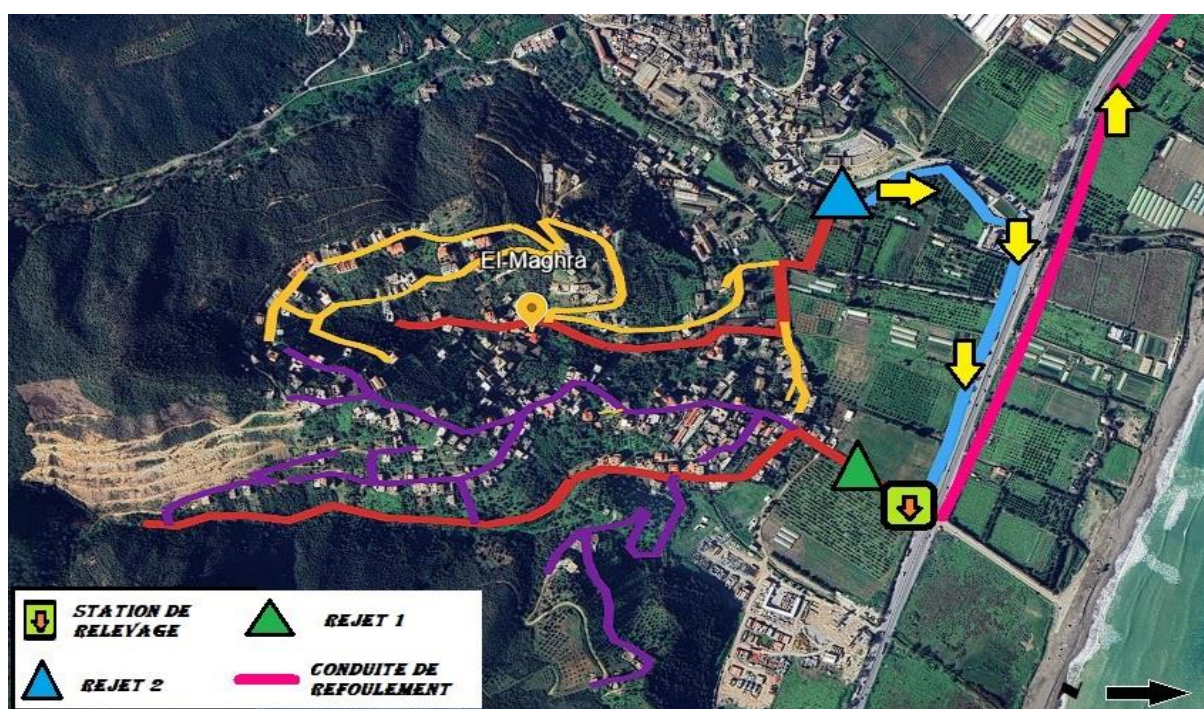 El-Maghra
STATION DE
RELEVAGE
REJET 1
REJET 2
CONDUITE DE
REFOULEMENT